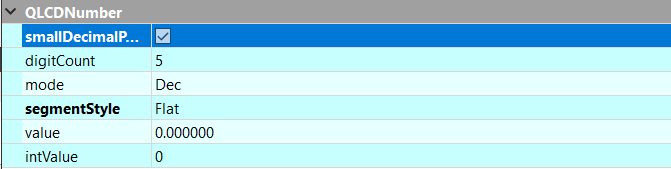 QLCDNumber
smallDecimalP...
digitCount 5
mode Dec
segmentStyle Flat
value 0.000000
intValue 0